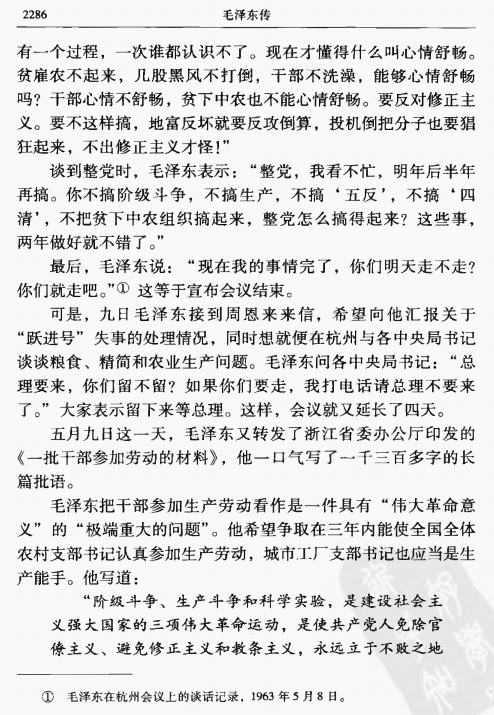 2286 毛泽东传
有一个过程，一次谁都认识不了。现在才懂得什么叫心情舒畅。
贫雇农不起来，几股黑风不打倒，干部不洗澡，能够心情舒畅
吗？干部心情不舒畅，贫下中农也不能心情舒畅。要反对修正主
义。要不这样搞，地富反坏就要反攻倒算，投机倒把分子也要猖
狂起来，不出修正主义才怪！”
谈到整党时，毛泽东表示：“整党，我看不忙，明年后半年
再搞。你不搞阶级斗争，不搞生产，不搞‘五反’，不搞‘四
清’，不把贫下中农组织搞起来，整党怎么搞得起来？这些事，
两年做好就不错了。”
最后，毛泽东说：“现在我的事情完了，你们明天走不走？
你们就走吧。”① 这等于宣布会议结束。
可是，九日毛泽东接到周恩来来信，希望向他汇报关于
“跃进号”失事的处理情况，同时想就便在杭州与各中央局书记
谈谈粮食、精简和农业生产问题。毛泽东问各中央局书记：“总
理要来，你们留不留？如果你们要走，我打电话请总理不要来
了。”大家表示留下来等总理。这样，会议就又延长了四天。
五月九日这一天，毛泽东又转发了浙江省委办公厅印发的
《一批干部参加劳动的材料》，他一口气写了一千三百多字的长
篇批语。
毛泽东把干部参加生产劳动看作是一件具有“伟大革命意
义”的“极端重大的问题”。他希望争取在三年内能使全国全体
农村支部书记认真参加生产劳动，城市工厂支部书记也应当是生
产能手。他写道：
“阶级斗争、生产斗争和科学实验，是建设社会主
义强大国家的三项伟大革命运动，是使共产党人免除官
僚主义、避免修正主义和教条主义，永远立于不败之地
① 毛泽东在杭州会议上的谈话记录，1963年5月8日。